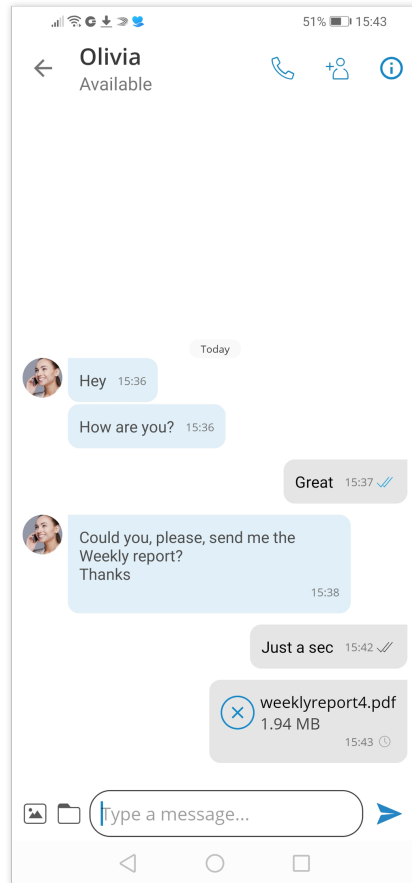 51% 15:43
Olivia
Available
Today
Hey 15:36
How are you? 15:36
Great 15:37
Could you, please, send me the
Weekly report?
Thanks
15:38
Just a sec 15:42
weeklyreport4.pdf
1.94 MB
15:43
Type a message...